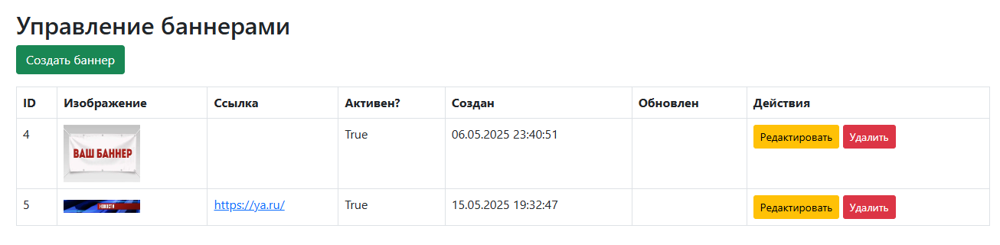 Управление баннерами
Создать баннер
ID Изображение Ссылка Активен? Создан Обновлен Действия
4 ВАШ БАННЕР True 06.05.2025 23:40:51 Редактировать Удалить
5 НОВОСТИ https://ya.ru/ True 15.05.2025 19:32:47 Редактировать Удалить